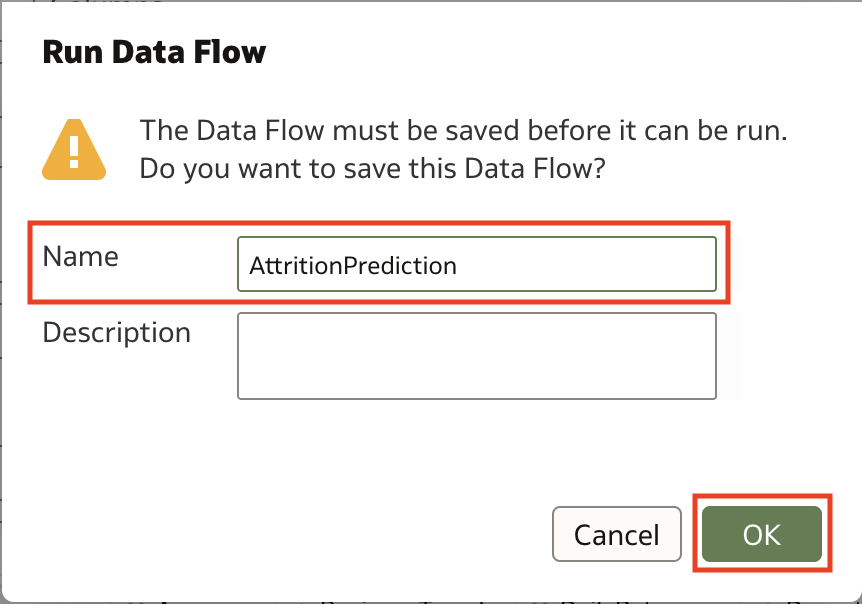 Run Data Flow
The Data Flow must be saved before it can be run.
Do you want to save this Data Flow?
Name
AttritionPrediction
Description
Cancel
OK